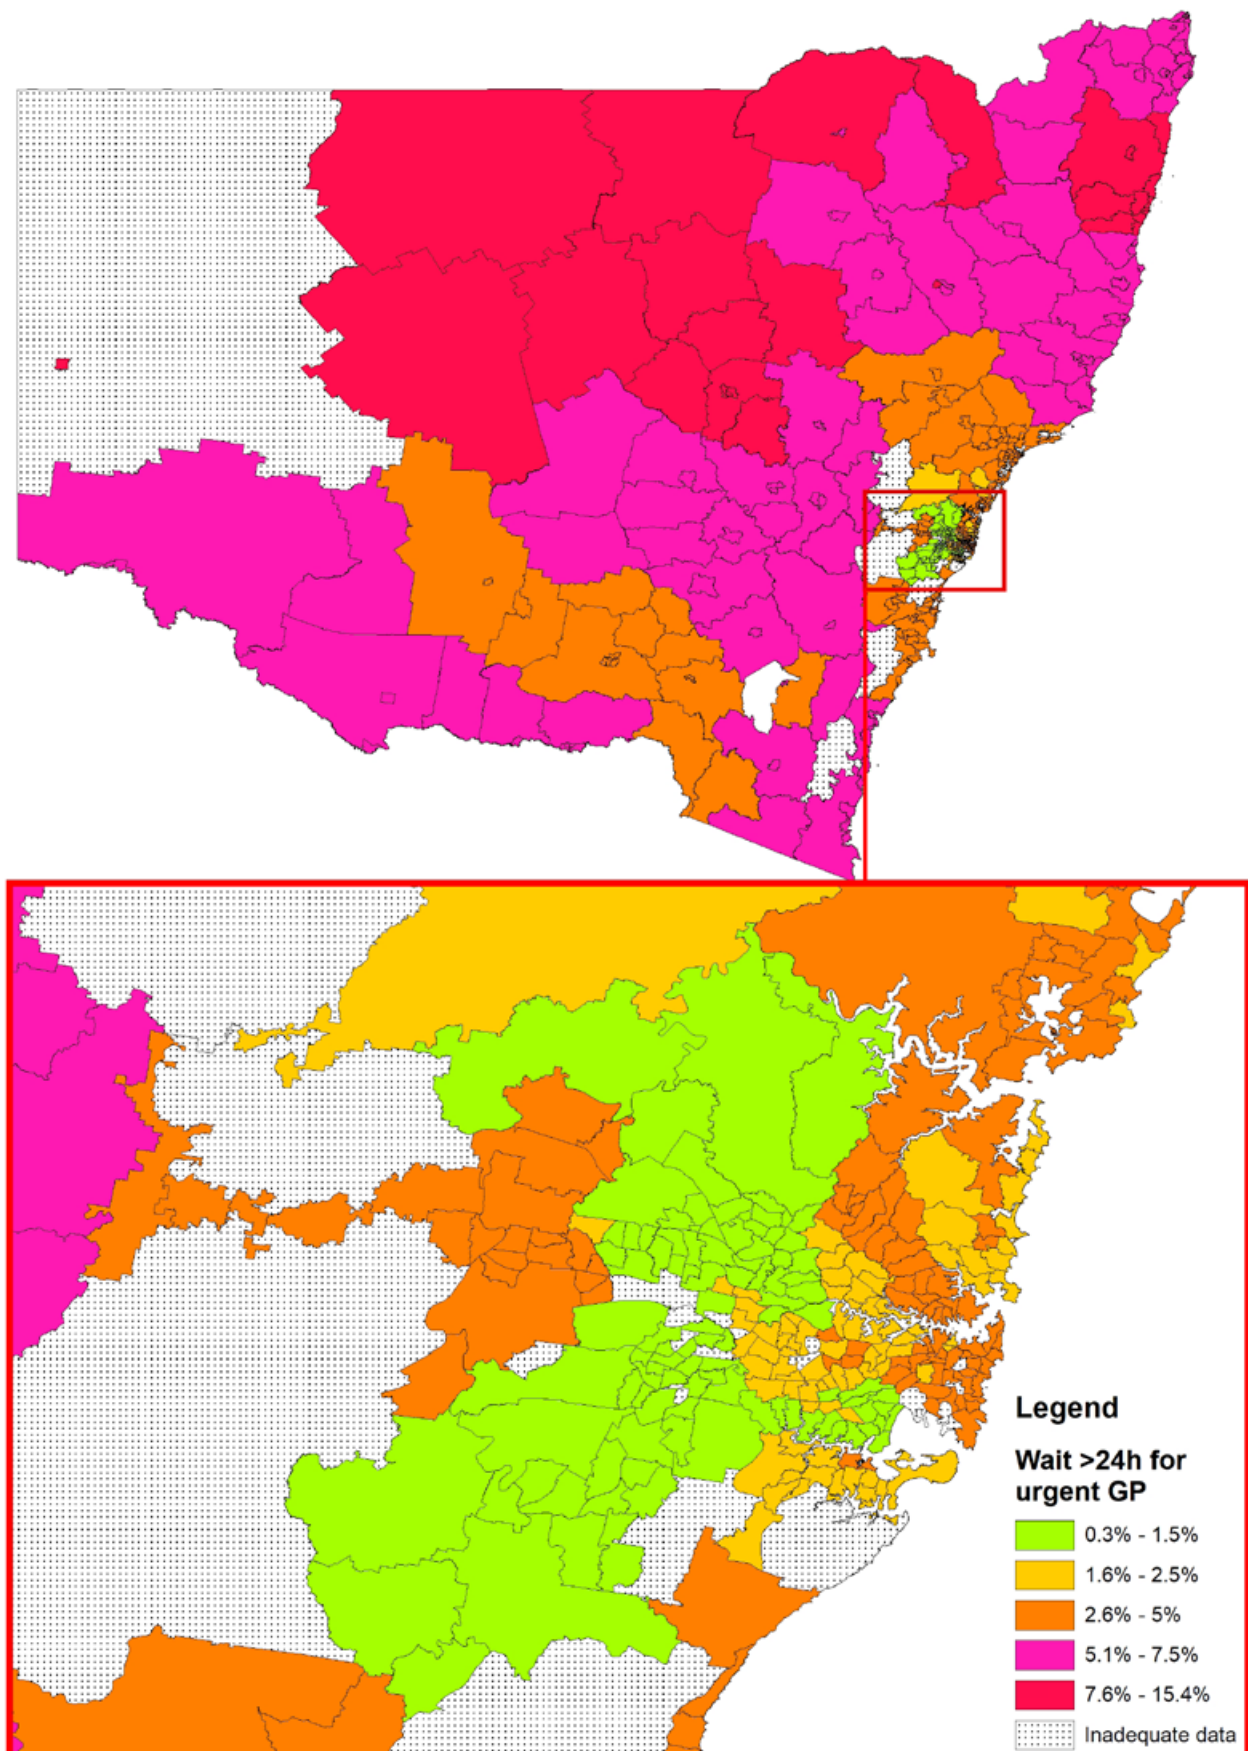 Legend
Wait >24h for
urgent GP
0.3% - 1.5%
1.6% - 2.5%
2.6% - 5%
5.1% - 7.5%
7.6% - 15.4%
Inadequate data